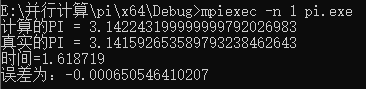 E:\并行计算\pi\x64\Debug>mpiexec -n 1 pi.exe
计算的PI = 3.142243199999999792026983
真实的PI = 3.141592653589793238462643
时间=1.618719
误差为: -0.000650546410207